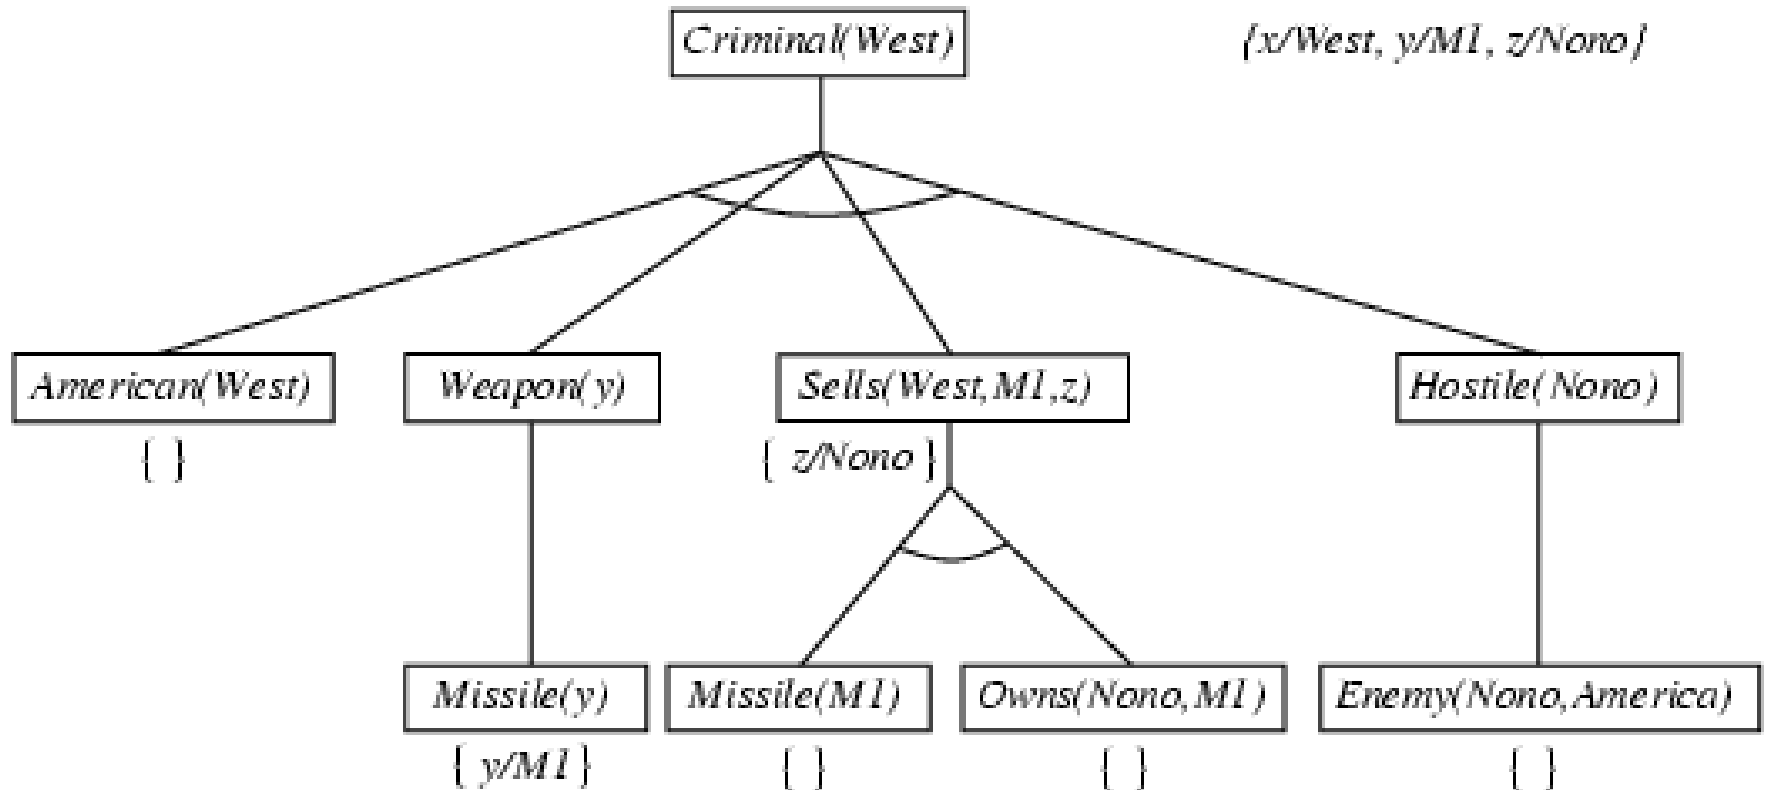 Criminal(West)
{x/West, y/M1, z/Nono}
American(West)
Weapon(y)
Sells(West,M1,z)
Hostile(Nono)
{ }
{ z/Nono }
Missile(y)
Missile(M1)
Owns(Nono,M1)
Enemy(Nono,America)
{ y/M1 }
{ }
{ }
{ }